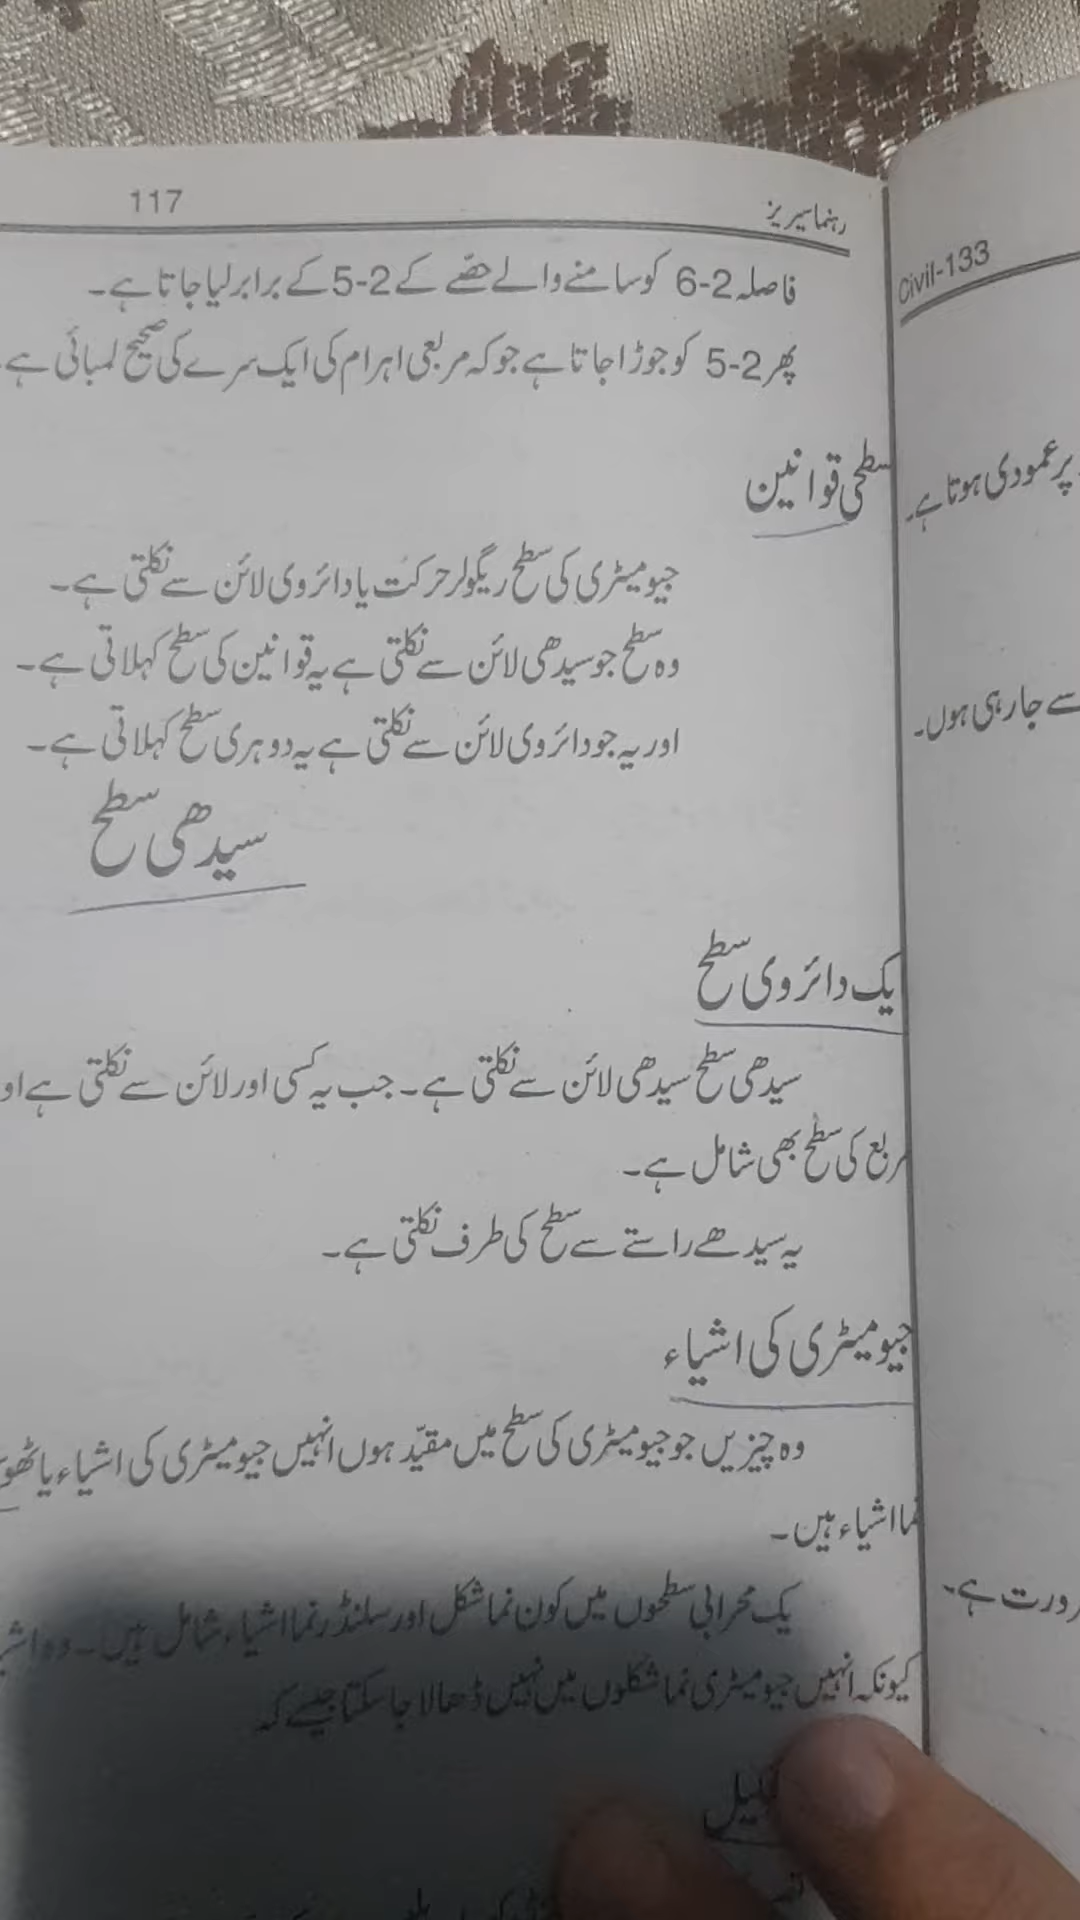 رہنما سیریز
117
فاصلہ 2-6 کو سامنے والے حصّے کے 2-5 کے برابر لیا جاتا ہے۔
پھر 2-5 کو جوڑا جاتا ہے جو کہ مربعی اہرام کی ایک سرے کی صحیح لمبائی ہے
سطحی قوانین
جیومیٹری کی سطح ریگولر حرکت یا دائروی لائن سے نکلتی ہے۔
وہ سطح جو سیدھی لائن سے نکلتی ہے یہ قوانین کی سطح کہلاتی ہے۔
اور یہ جو دائروی لائن سے نکلتی ہے یہ دوہری سطح کہلاتی ہے۔
سیدھی سطح
یک دائروی سطح
سیدھی سطح سیدھی لائن سے نکلتی ہے۔ جب یہ کسی اور لائن سے نکلتی ہے
کی سطح بھی شامل ہے۔
یہ سیدھے راستے سے سطح کی طرف نکلتی ہے۔
جیومیٹری کی اشیاء
وہ چیزیں جو جیومیٹری کی سطح میں مقیّد ہوں انہیں جیومیٹری کی اشیاء یا
نما اشیاء ہیں۔
یک محرابی سطحوں میں کون نما شکل اور سلنڈر نما اشیاء شامل ہیں۔ وہ
کیونکہ انہیں جیومیٹری نما شکلوں میں نہیں ڈھالا جا سکتا جیسے کہ
Civil-133
پر عمودی ہوتا ہے۔
سے جا رہی ہوں۔
ہے۔